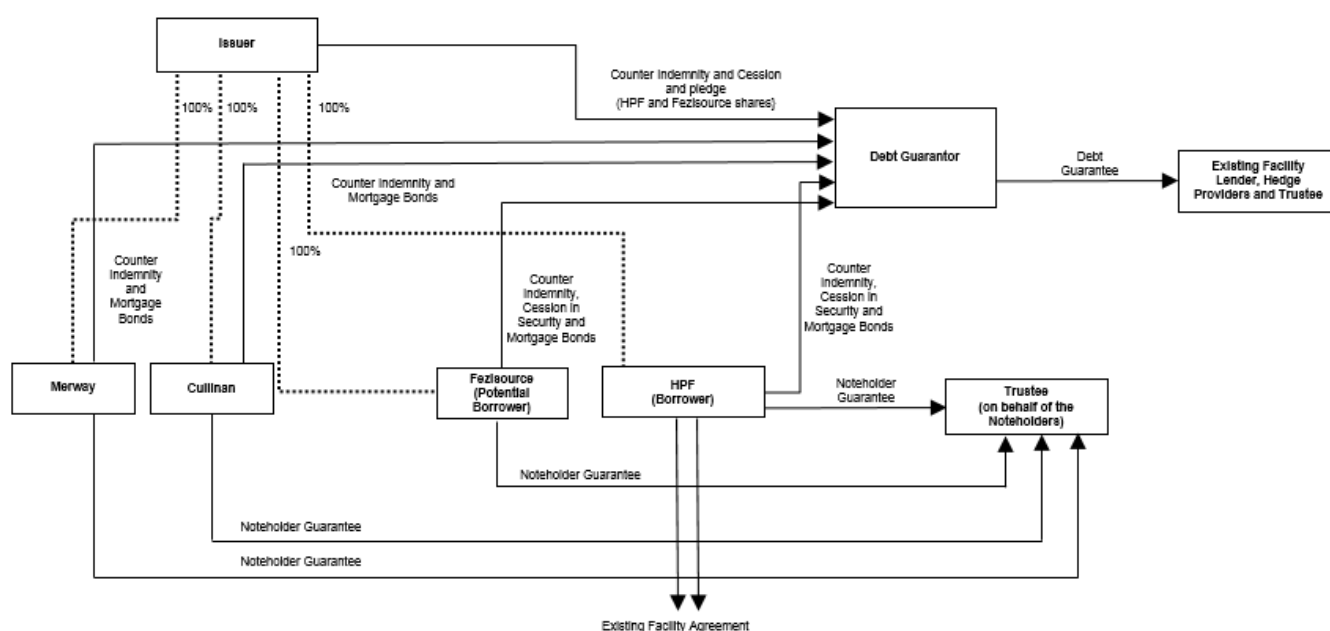 Issuer
100%
100%
100%
Counter Indemnity and Cession
and pledge
(HPF and Fezisource shares)
Debt Guarantor
Debt
Guarantee
Existing Facility
Lender, Hedge
Providers and Trustee
Counter Indemnity and
Mortgage Bonds
100%
Counter
Indemnity
and
Mortgage
Bonds
Counter
Indemnity,
Cession in
Security and
Mortgage Bonds
Counter
Indemnity,
Cession in
Security and
Mortgage Bonds
Merway
Cullinan
Fezisource
(Potential
Borrower)
HPF
(Borrower)
Noteholder
Guarantee
Trustee
(on behalf of the
Noteholders)
Noteholder Guarantee
Noteholder Guarantee
Noteholder Guarantee
Existing Facility Agreement